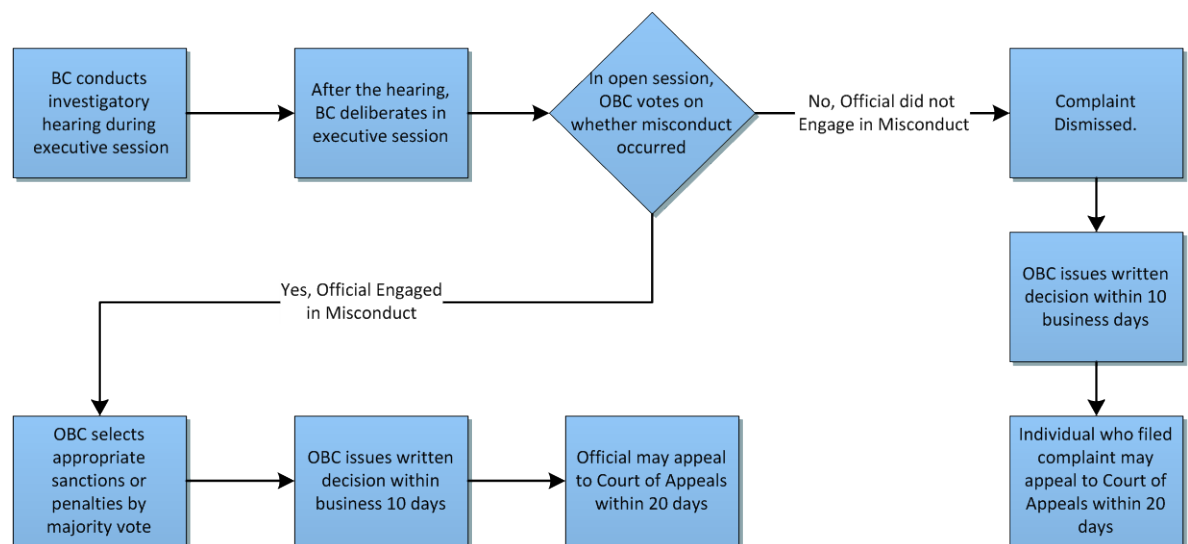 BC conducts
investigatory
hearing during
executive session
After the hearing,
BC deliberates in
executive session
In open session,
OBC votes on
whether misconduct
occurred
No, Official did not
Engage in Misconduct
Complaint
Dismissed.
OBC issues written
decision within 10
business days
Individual who filed
complaint may
appeal to Court of
Appeals within 20
days
Yes, Official Engaged
in Misconduct
OBC selects
appropriate
sanctions or
penalties by
majority vote
OBC issues written
decision within
business 10 days
Official may appeal
to Court of Appeals
within 20 days